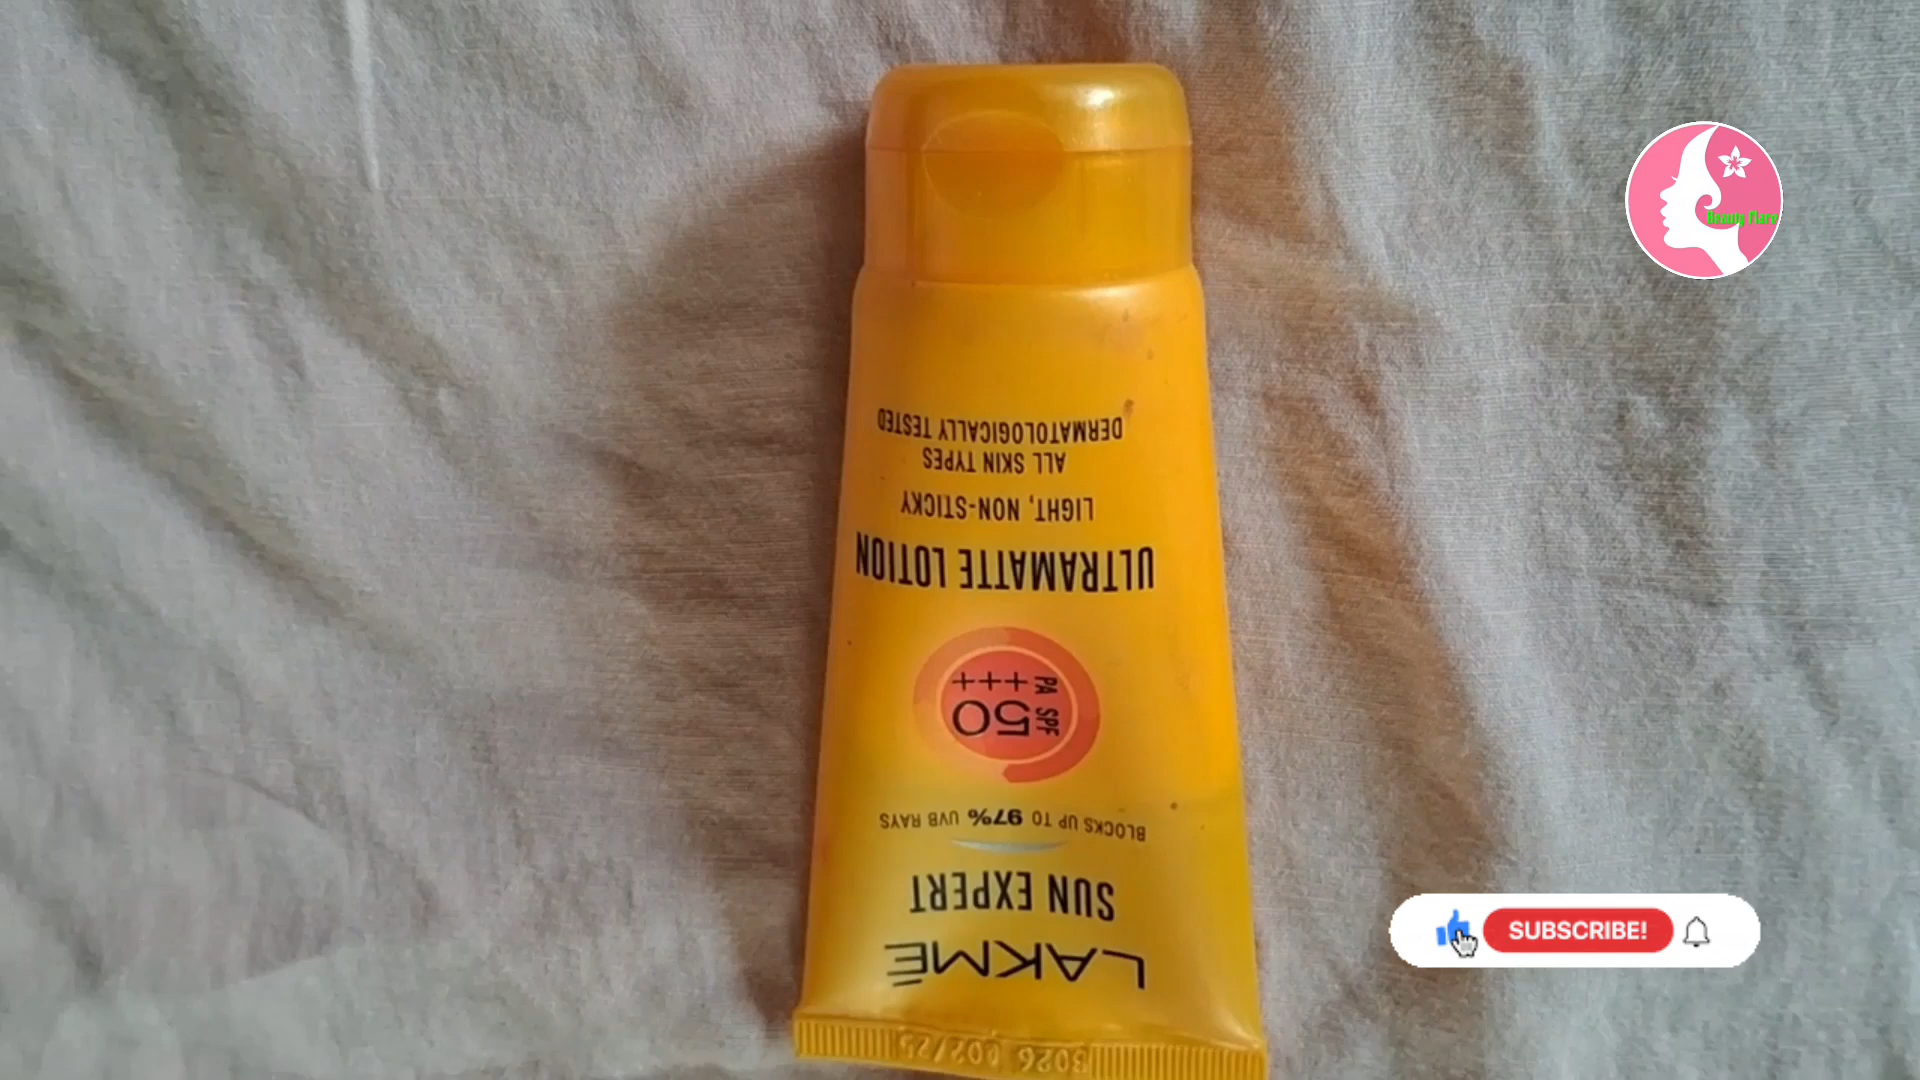 LAKMĒ
SUN EXPERT
BLOCKS UP TO 97% UVB RAYS
SPF 50
PA +++
ULTRAMATTE LOTION
LIGHT, NON-STICKY
ALL SKIN TYPES
DERMATOLOGICALLY TESTED
SUBSCRIBE!